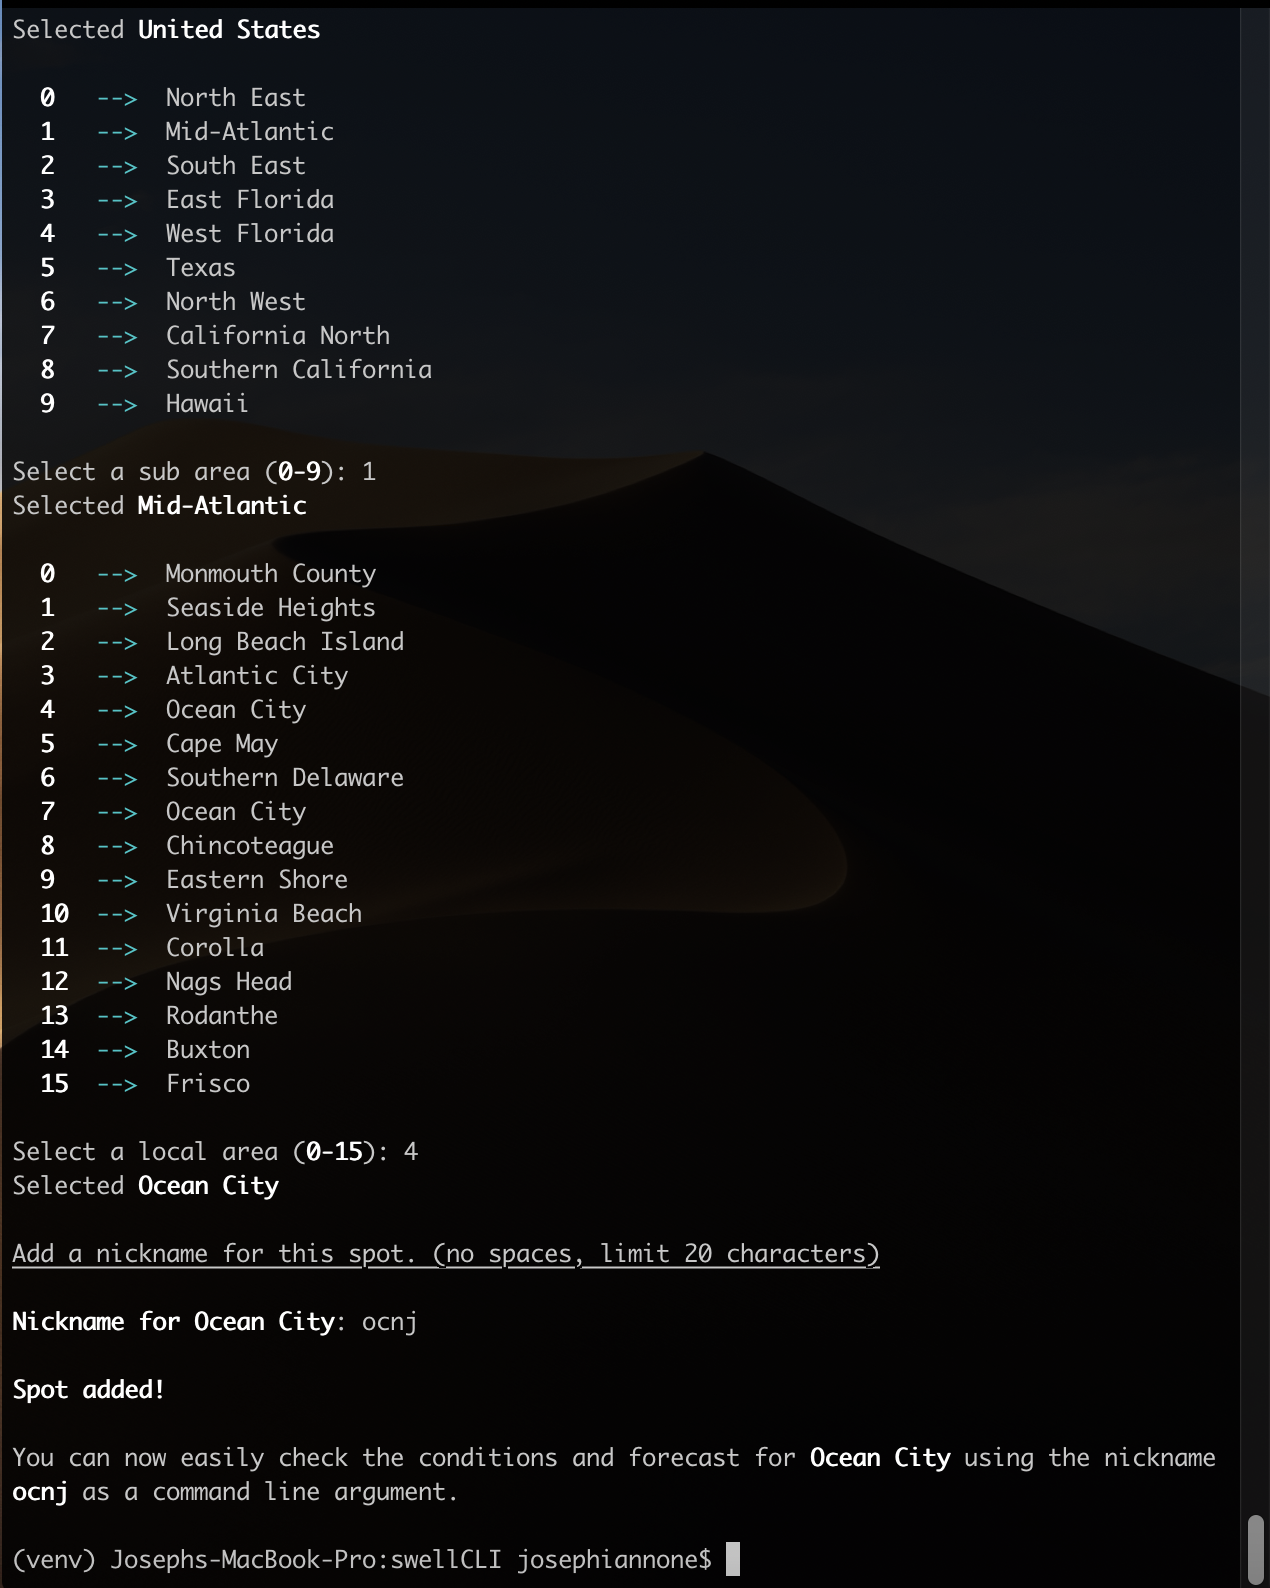 Selected United States
0 --> North East
1 --> Mid-Atlantic
2 --> South East
3 --> East Florida
4 --> West Florida
5 --> Texas
6 --> North West
7 --> California North
8 --> Southern California
9 --> Hawaii
Select a sub area (0-9): 1
Selected Mid-Atlantic
0 --> Monmouth County
1 --> Seaside Heights
2 --> Long Beach Island
3 --> Atlantic City
4 --> Ocean City
5 --> Cape May
6 --> Southern Delaware
7 --> Ocean City
8 --> Chincoteague
9 --> Eastern Shore
10 --> Virginia Beach
11 --> Corolla
12 --> Nags Head
13 --> Rodanthe
14 --> Buxton
15 --> Frisco
Select a local area (0-15): 4
Selected Ocean City
Add a nickname for this spot. (no spaces, limit 20 characters)
Nickname for Ocean City: ocnj
Spot added!
You can now easily check the conditions and forecast for Ocean City using the nickname
ocnj as a command line argument.
(venv) Josephs-MacBook-Pro:swellCLI josephiannone$